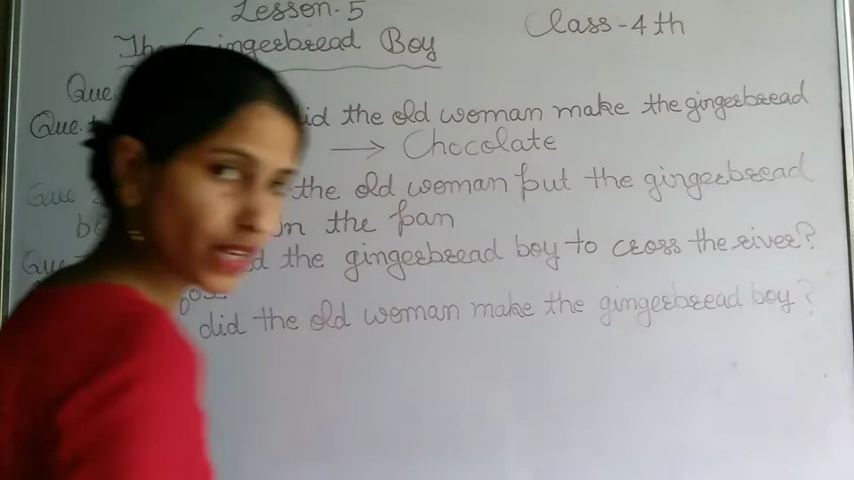 Lesson-5
Class-4th
The Gingerbread Boy
Que.
Que. did the old woman make the gingerbread
→ Chocolate
Que the old woman put the gingerbread
in the pan
Que the gingerbread boy to cross the river?
did the old woman make the gingerbread boy?